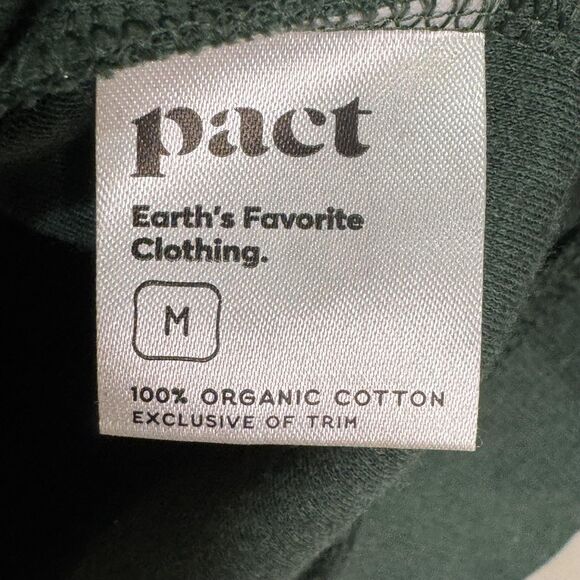 pact
Earth's Favorite
Clothing.
M
100% ORGANIC COTTON
EXCLUSIVE OF TRIM